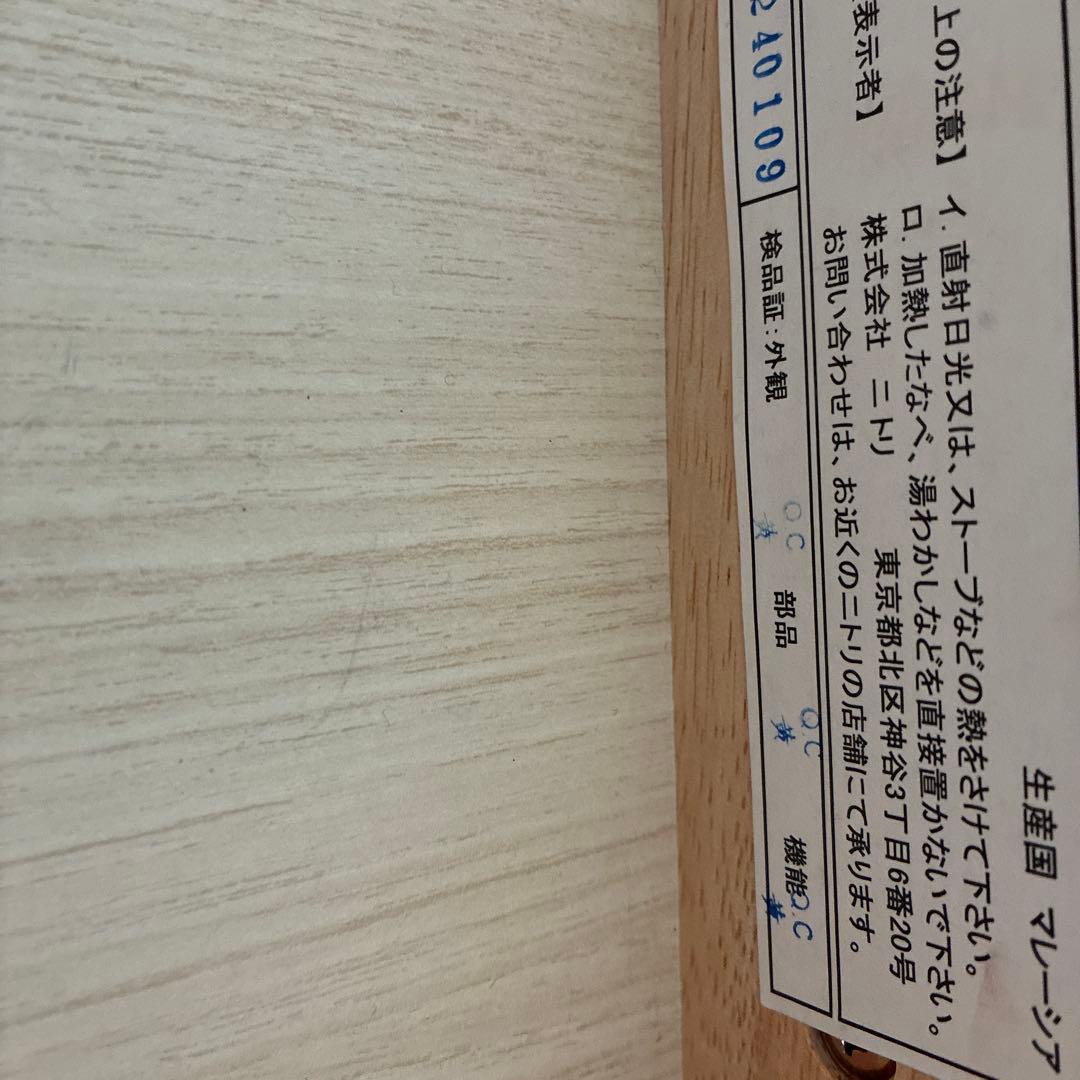 生産国 マレーシア
上の注意】 イ. 直射日光又は、ストーブなどの熱をさけて下さい。
ロ. 加熱したなべ、湯わかしなどを直接置かないで下さい。
表示者】 株式会社 ニトリ 東京都北区神谷3丁目6番20号
お問い合わせは、お近くのニトリの店舗にて承ります。
240109 検品証:外観 Q.C 黄 部品 Q.C 黄 機能 Q.C 黄